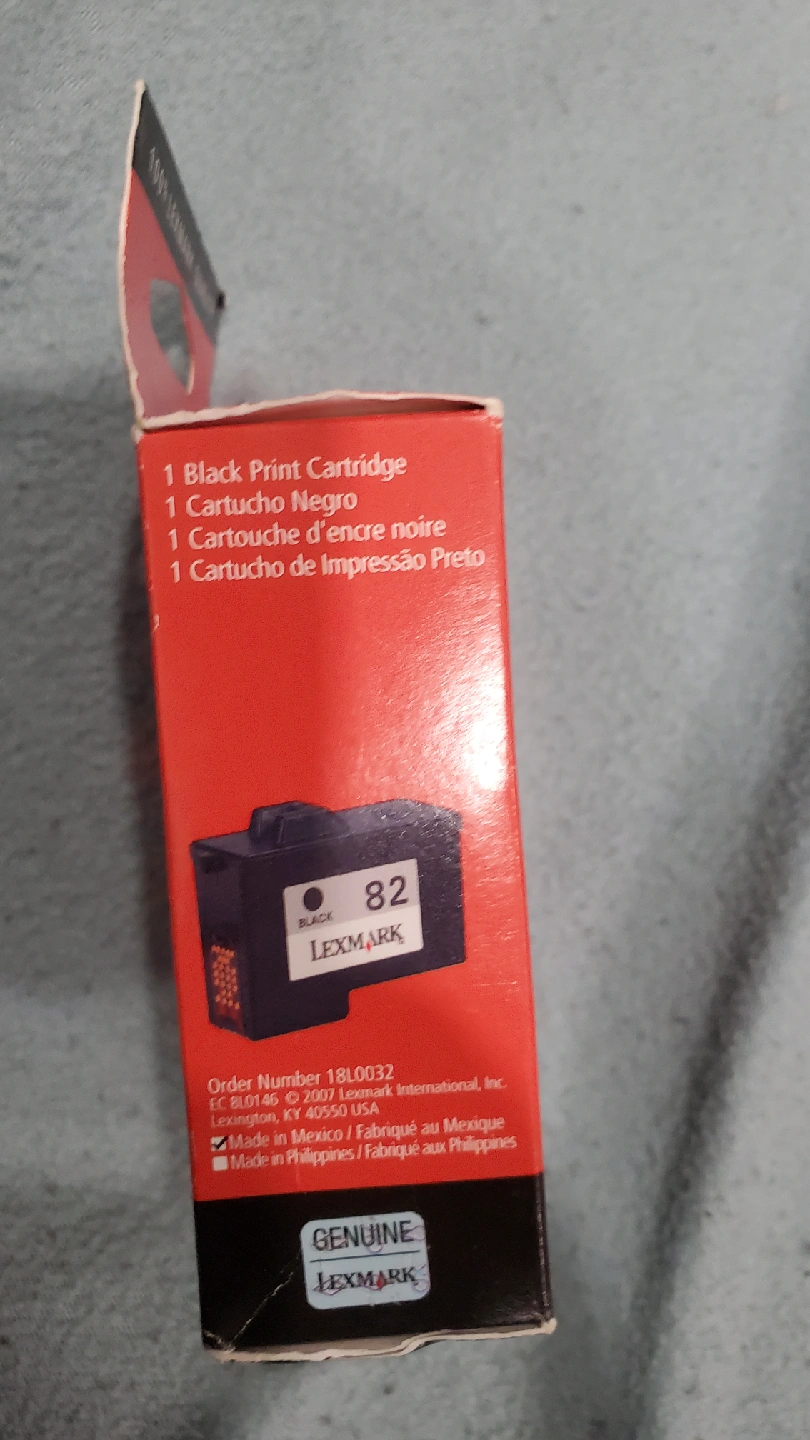 100% LEXMARK
1 Black Print Cartridge
1 Cartucho Negro
1 Cartouche d'encre noire
1 Cartucho de Impressão Preto
82
BLACK
LEXMARK
Order Number 18L0032
EC 8L0146 © 2007 Lexmark International, Inc.
Lexington, KY 40550 USA
Made in Mexico / Fabriqué au Mexique
Made in Philippines / Fabriqué aux Philippines
GENUINE
LEXMARK